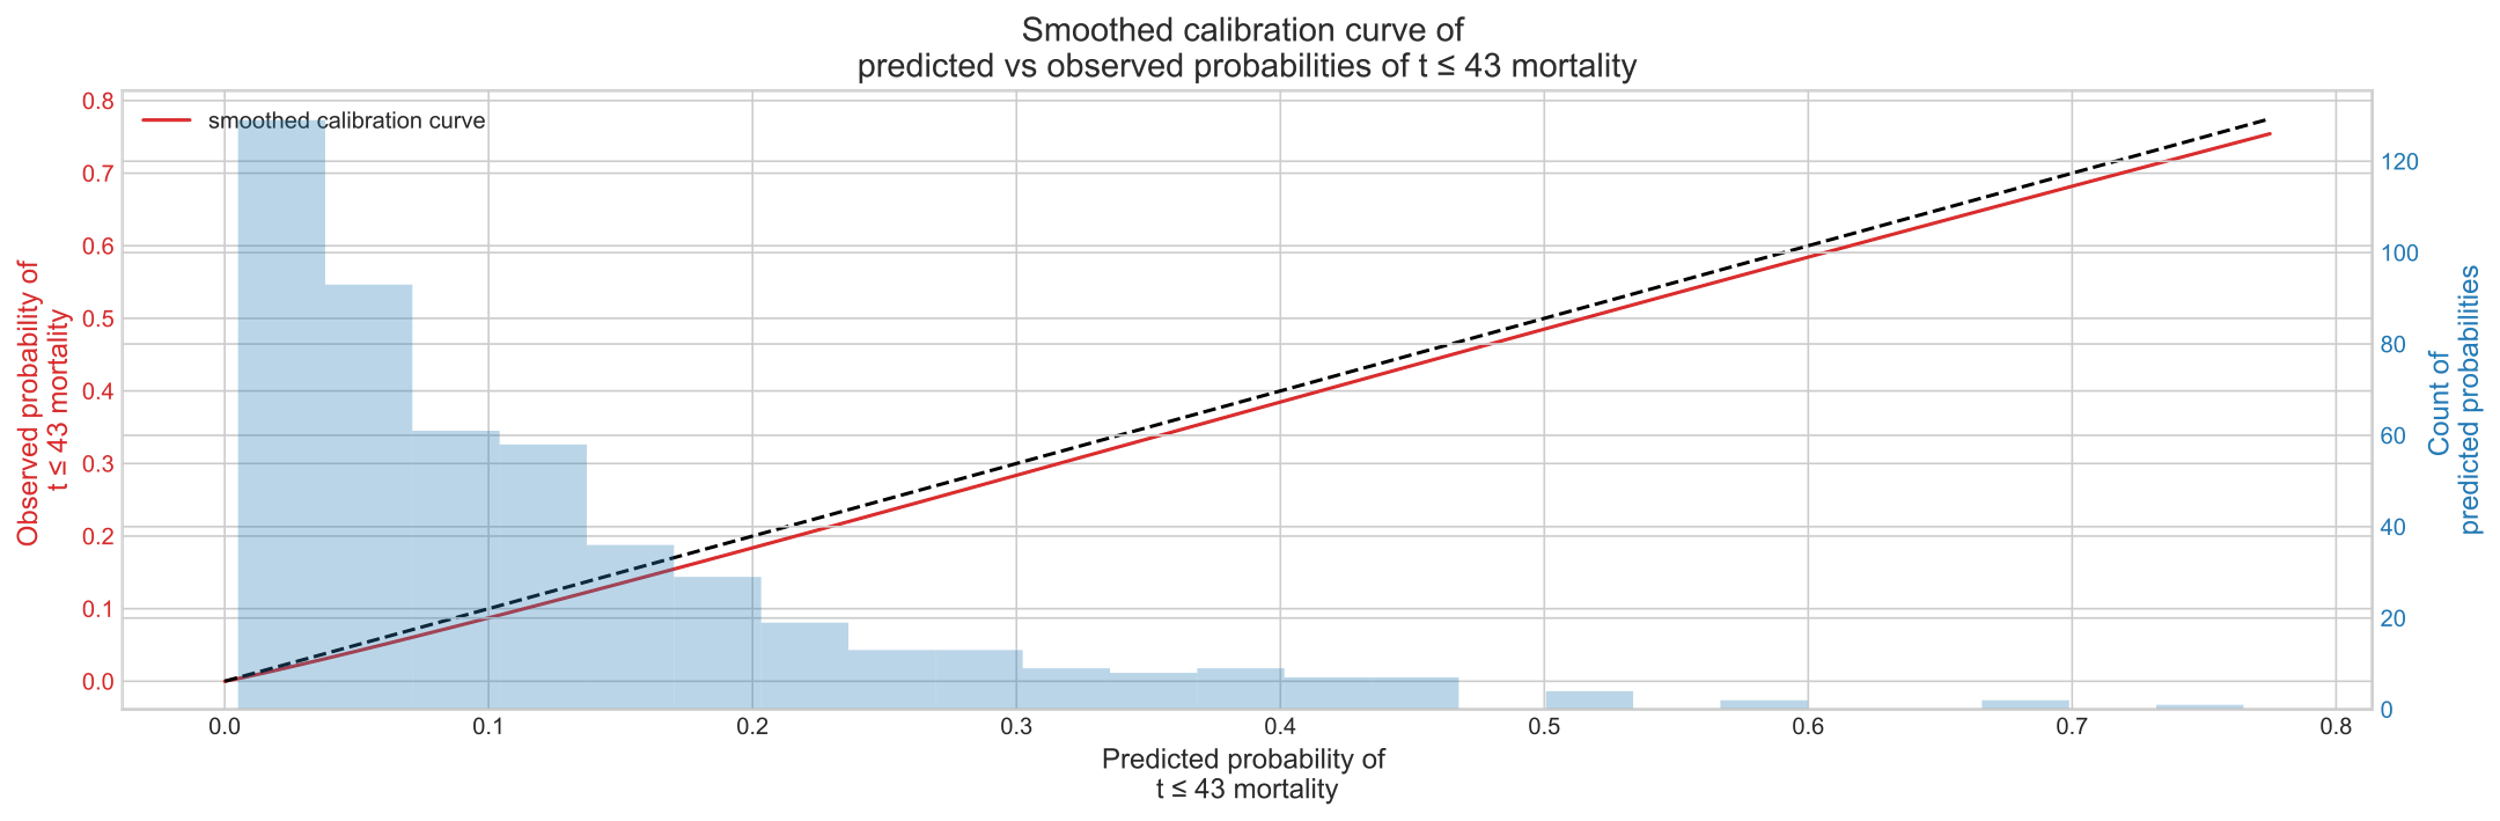 Smoothed calibration curve of
predicted vs observed probabilities of t ≤ 43 mortality
smoothed calibration curve
Observed probability of
t ≤ 43 mortality
0.8
0.7
0.6
0.5
0.4
0.3
0.2
0.1
0.0
120
100
80
60
40
20
0
Count of
predicted probabilities
0.0 0.1 0.2 0.3 0.4 0.5 0.6 0.7 0.8
Predicted probability of
t ≤ 43 mortality